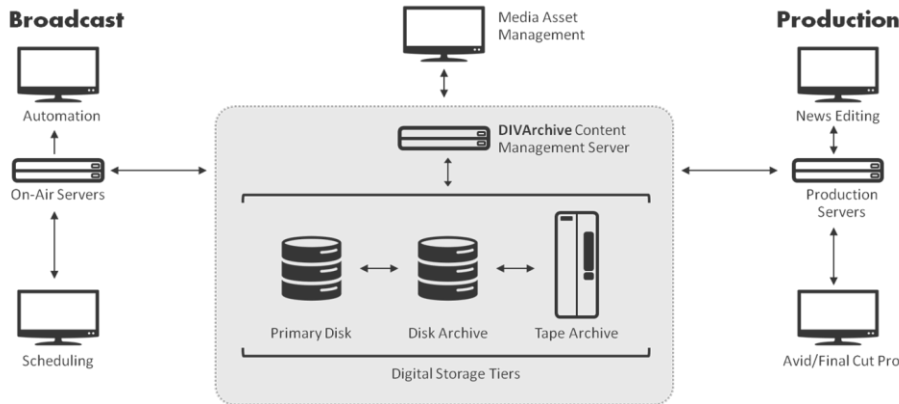 Broadcast
Media Asset
Management
Production
Automation
News Editing
DIVArchive Content
Management Server
On-Air Servers
Production
Servers
Primary Disk
Disk Archive
Tape Archive
Scheduling
Avid/Final Cut Pro
Digital Storage Tiers